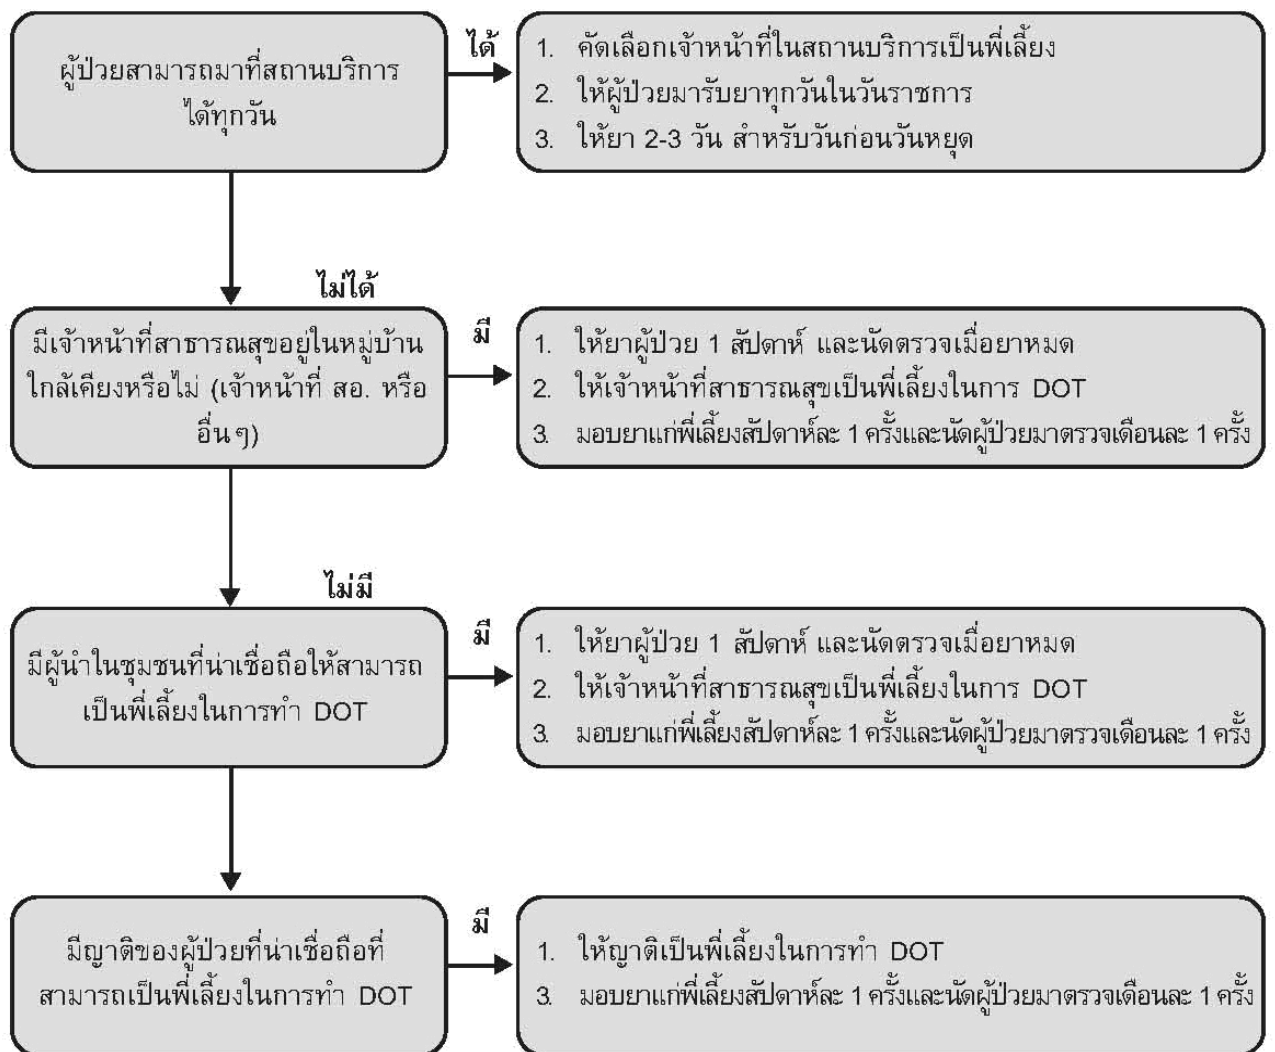 ผู้ป่วยสามารถมาที่สถานบริการ
ได้ทุกวัน
ได้
1. คัดเลือกเจ้าหน้าที่ในสถานบริการเป็นพี่เลี้ยง
2. ให้ผู้ป่วยมารับยาทุกวันในวันราชการ
3. ให้ยา 2-3 วัน สำหรับวันก่อนวันหยุด
ไม่ได้
มีเจ้าหน้าที่สาธารณสุขอยู่ในหมู่บ้าน
ใกล้เคียงหรือไม่ (เจ้าหน้าที่ สอ. หรือ
อื่นๆ)
มี
1. ให้ยาผู้ป่วย 1 สัปดาห์ และนัดตรวจเมื่อยาหมด
2. ให้เจ้าหน้าที่สาธารณสุขเป็นพี่เลี้ยงในการ DOT
3. มอบยาแก่พี่เลี้ยงสัปดาห์ละ 1 ครั้งและนัดผู้ป่วยมาตรวจเดือนละ 1 ครั้ง
ไม่มี
มีผู้นำในชุมชนที่น่าเชื่อถือให้สามารถ
เป็นพี่เลี้ยงในการทำ DOT
มี
1. ให้ยาผู้ป่วย 1 สัปดาห์ และนัดตรวจเมื่อยาหมด
2. ให้เจ้าหน้าที่สาธารณสุขเป็นพี่เลี้ยงในการ DOT
3. มอบยาแก่พี่เลี้ยงสัปดาห์ละ 1 ครั้งและนัดผู้ป่วยมาตรวจเดือนละ 1 ครั้ง
มีญาติของผู้ป่วยที่น่าเชื่อถือที่
สามารถเป็นพี่เลี้ยงในการทำ DOT
มี
1. ให้ญาติเป็นพี่เลี้ยงในการทำ DOT
3. มอบยาแก่พี่เลี้ยงสัปดาห์ละ 1 ครั้งและนัดผู้ป่วยมาตรวจเดือนละ 1 ครั้ง